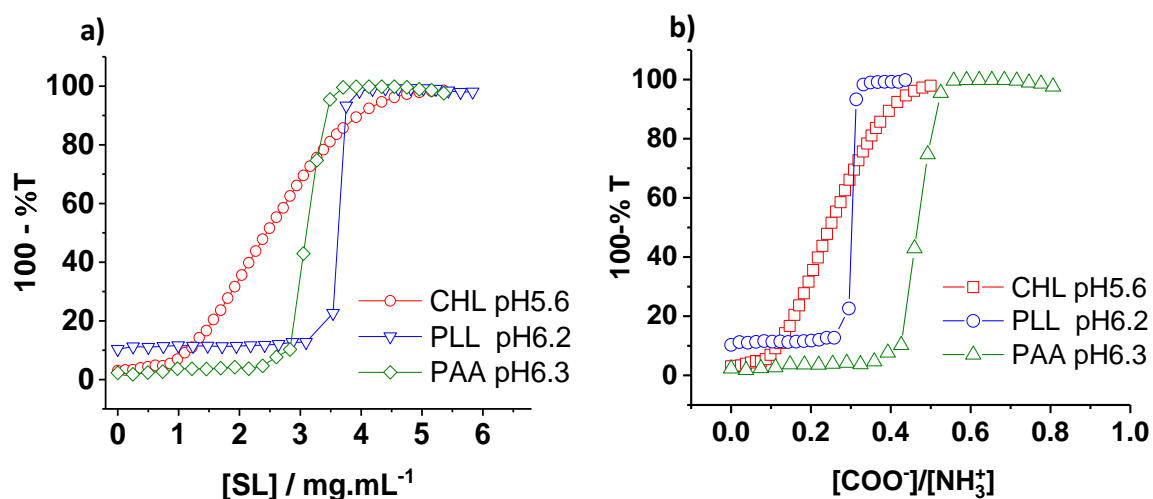 a)
100 - %T
100
80
60
40
20
0
CHL pH5.6
PLL pH6.2
PAA pH6.3
0 1 2 3 4 5 6
[SL] / mg.mL⁻¹
b)
100-% T
100
80
60
40
20
0
CHL pH5.6
PLL pH6.2
PAA pH6.3
0.0 0.2 0.4 0.6 0.8 1.0
[COO⁻]/[NH₃⁺]